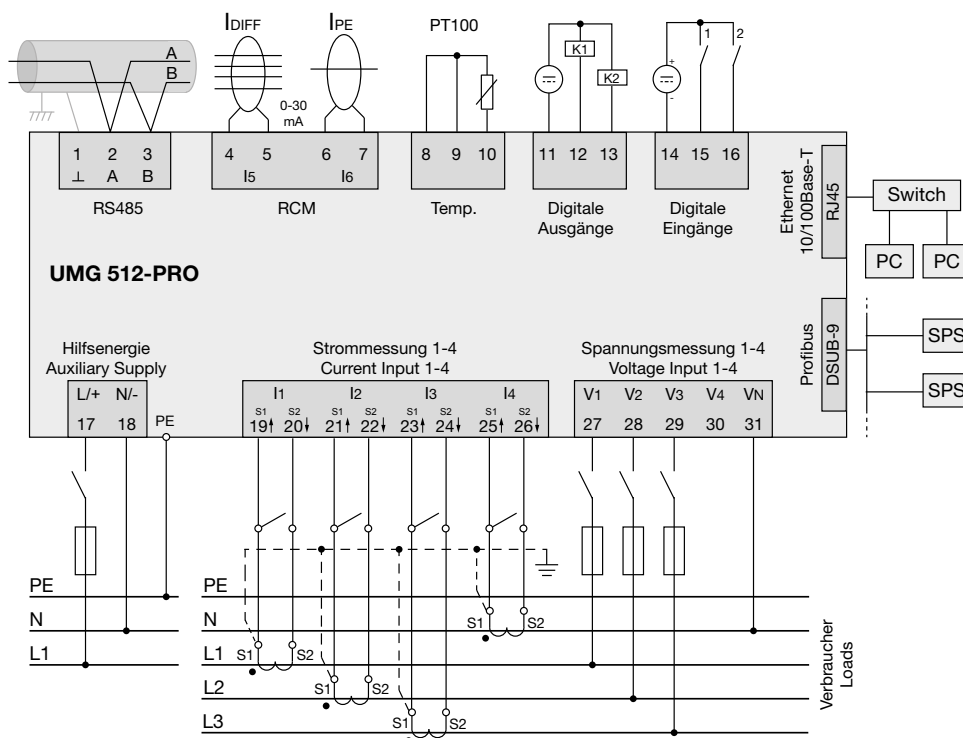 IDIFF IPE PT100
A
B
0-30
mA
K1
K2
+
-
1 2
1 2 3
⊥ A B
RS485
4 5 6 7
I5 I6
RCM
8 9 10
Temp.
11 12 13
Digitale
Ausgänge
14 15 16
Digitale
Eingänge
Ethernet
10/100Base-T
RJ45
Switch
PC PC
UMG 512-PRO
Profibus
DSUB-9
SPS
SPS
Hilfsenergie
Auxiliary Supply
L/+ N/-
17 18
PE
Strommessung 1-4
Current Input 1-4
I1 I2 I3 I4
S1 S2 S1 S2 S1 S2 S1 S2
19 20 21 22 23 24 25 26
Spannungsmessung 1-4
Voltage Input 1-4
V1 V2 V3 V4 VN
27 28 29 30 31
PE
N
L1
PE
N
L1
L2
L3
S1 S2
S1 S2
S1 S2
S1 S2
Verbraucher
Loads